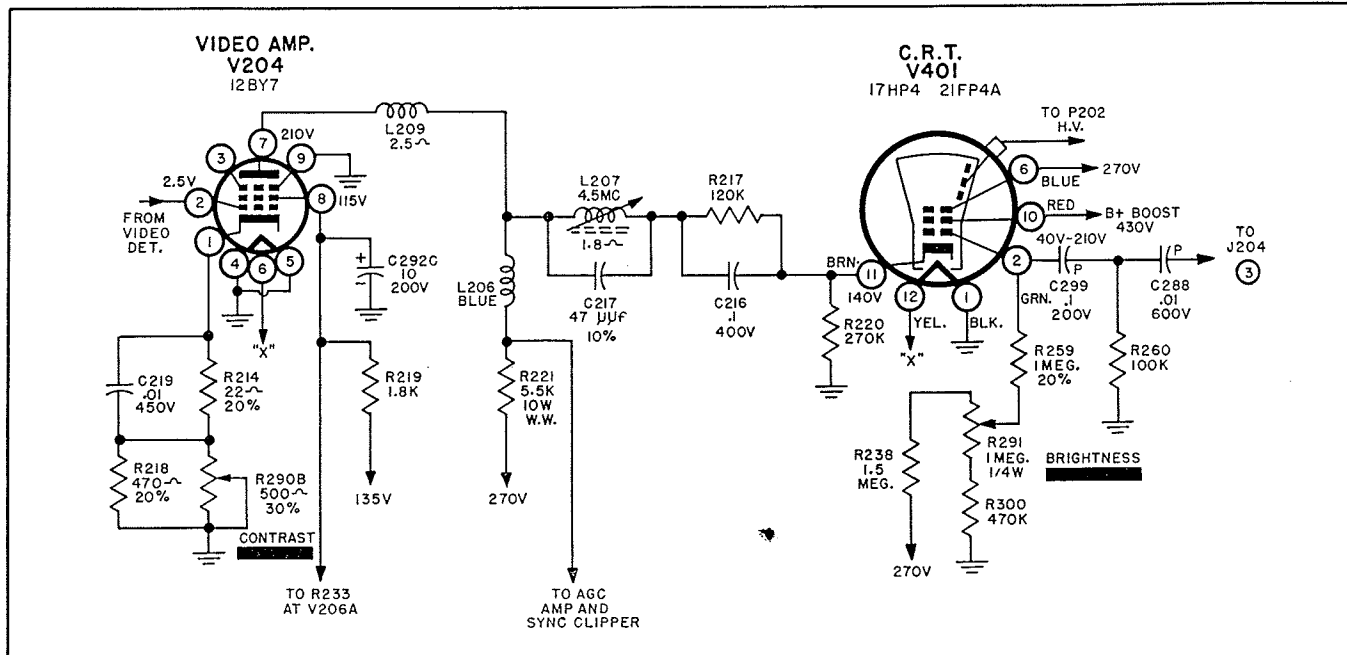 VIDEO AMP.
V204
12BY7
C.R.T.
V401
17HP4 21FP4A
TO P202
H.V.
L209
2.5~
7
210V
3
9
2.5V
2
8
115V
FROM
VIDEO
DET.
1
4
6
5
"X"
+
C292C
10
200V
−
L207
4.5MC
1.8~
C217
47 µµf
10%
R217
120K
C216
.1
400V
L206
BLUE
6
BLUE
270V
10
RED
B+ BOOST
430V
40V-210V
2
GRN.
P
C299
.1
200V
P
C288
.01
600V
TO
J204
3
BRN.
11
140V
12
YEL.
1
BLK.
"X"
R220
270K
R259
1 MEG.
20%
R260
100K
C219
.01
450V
R214
22~
20%
R219
1.8K
R221
5.5K
10W
W.W.
R218
470~
20%
R290B
500~
30%
CONTRAST
135V
270V
R238
1.5
MEG.
R291
1 MEG.
1/4W
BRIGHTNESS
R300
470K
270V
TO R233
AT V206A
TO AGC
AMP AND
SYNC CLIPPER